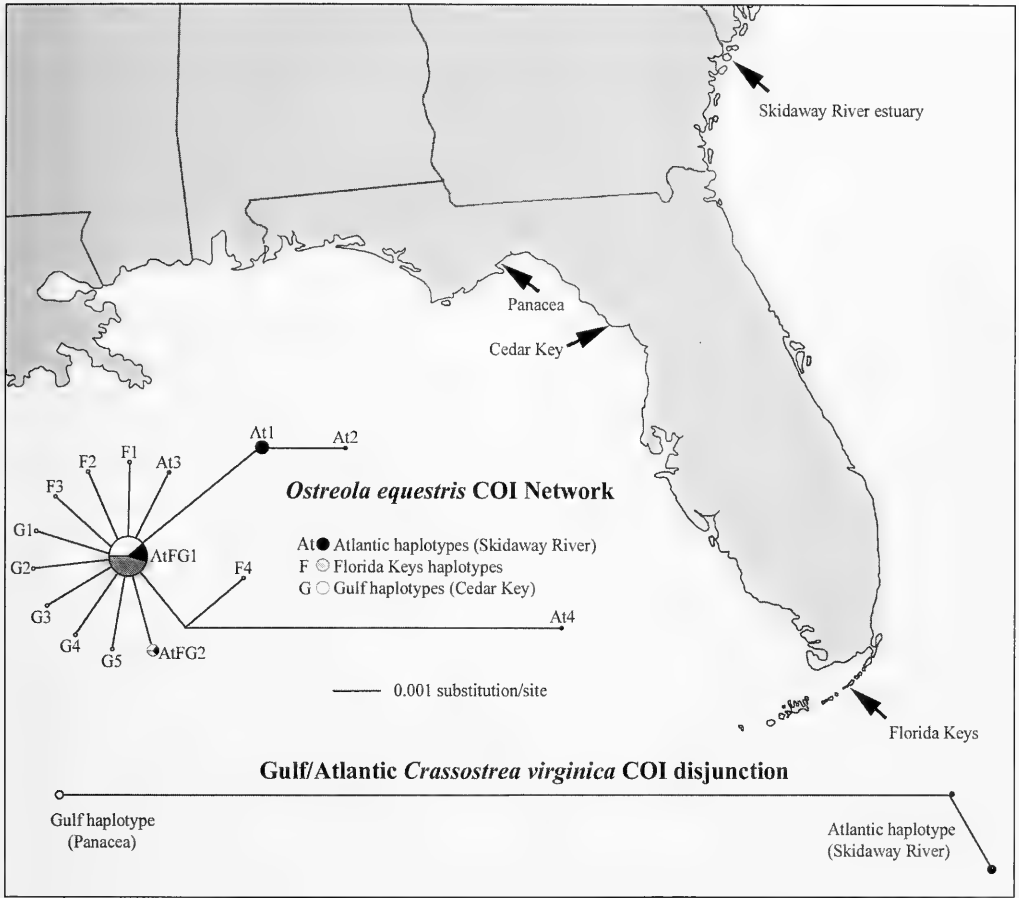 Skidaway River estuary
Panacea
Cedar Key
At1
At2
F1
F2
At3
F3
G1
AtFG1
G2
F4
G3
At4
G4
G5
AtFG2
Ostreola equestris COI Network
At Atlantic haplotypes (Skidaway River)
F Florida Keys haplotypes
G Gulf haplotypes (Cedar Key)
0.001 substitution/site
Florida Keys
Gulf/Atlantic Crassostrea virginica COI disjunction
Gulf haplotype
(Panacea)
Atlantic haplotype
(Skidaway River)